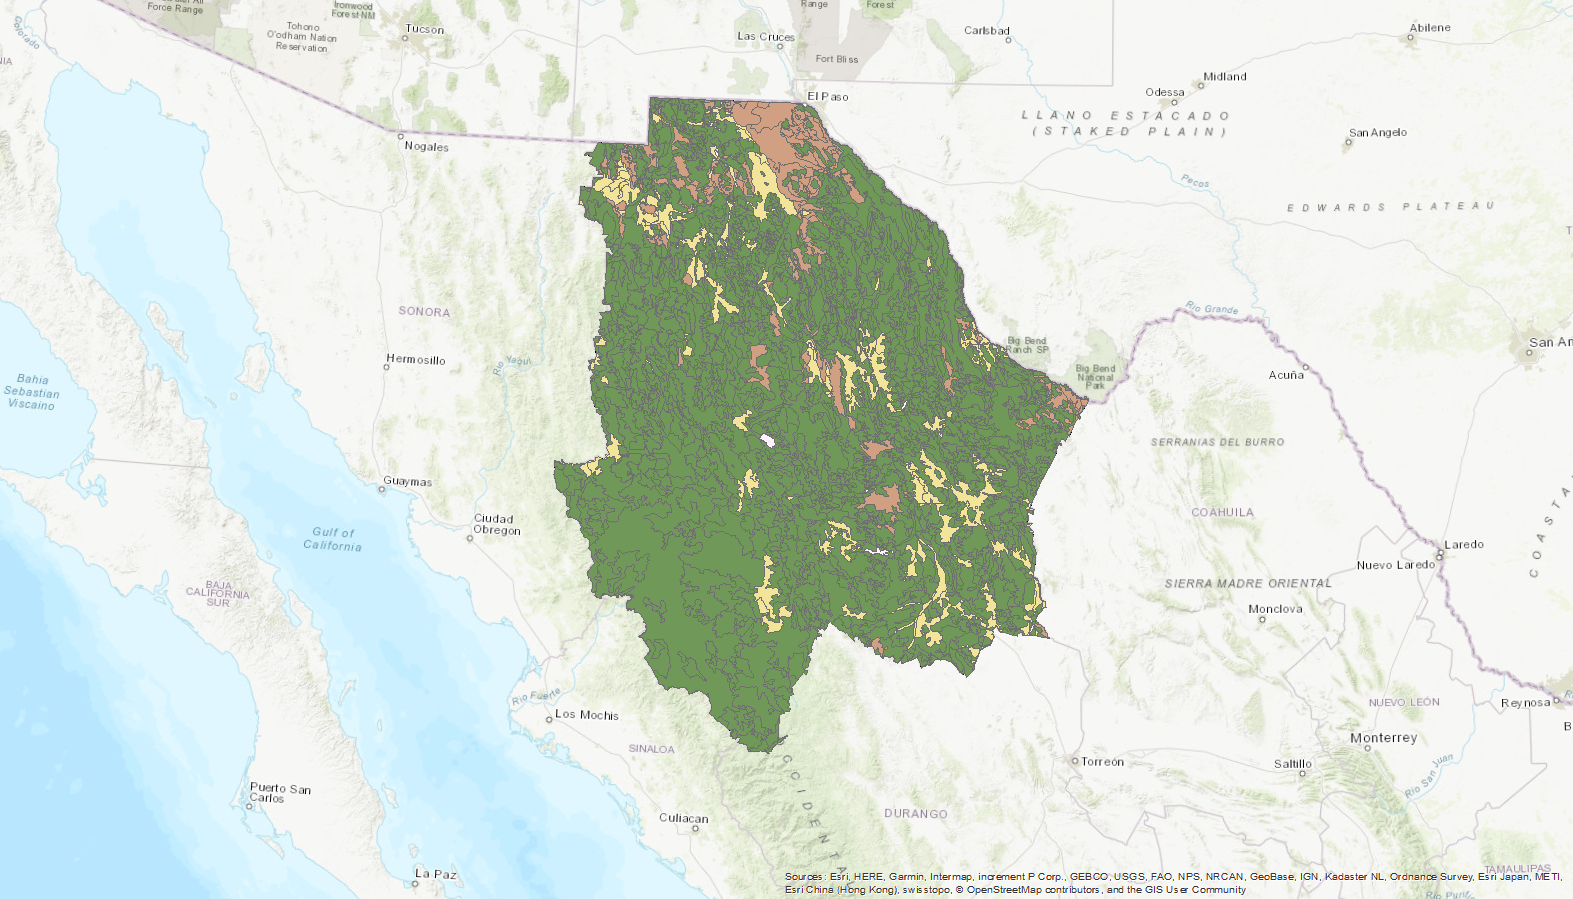 Force Range
Ironwood
Forest NM
Tohono
O'odham Nation
Reservation
Tucson
Las Cruces
Range
Forest
Fort Bliss
Carlsbad
Abilene
Midland
Odessa
El Paso
LLANO ESTACADO
(STAKED PLAIN)
San Angelo
Colorado
IA
Nogales
Pecos
EDWARDS PLATEAU
SONORA
Rio Grande
Hermosillo
Rio Yaqui
Big Bend
Ranch SP
Big Bend
National
Park
Acuña
San An
Bahia
Sebastian
Viscaino
SERRANIAS DEL BURRO
Guaymas
Ciudad
Obregon
COAHUILA
COASTA
Gulf of
California
Laredo
Nuevo Laredo
BAJA
CALIFORNIA
SUR
SIERRA MADRE ORIENTAL
Monclova
Rio Fuerte
Los Mochis
NUEVO LEÓN
Reynosa
R
B
SINALOA
Monterrey
Torreón
Saltillo
Rio San Juan
Puerto San
Carlos
Culiacan
DURANGO
CCIDENTA
La Paz
TAMAULIPAS
Sources: Esri, HERE, Garmin, Intermap, increment P Corp., GEBCO, USGS, FAO, NPS, NRCAN, GeoBase, IGN, Kadaster NL, Ordnance Survey, Esri Japan, METI,
Esri China (Hong Kong), swisstopo, © OpenStreetMap contributors, and the GIS User Community